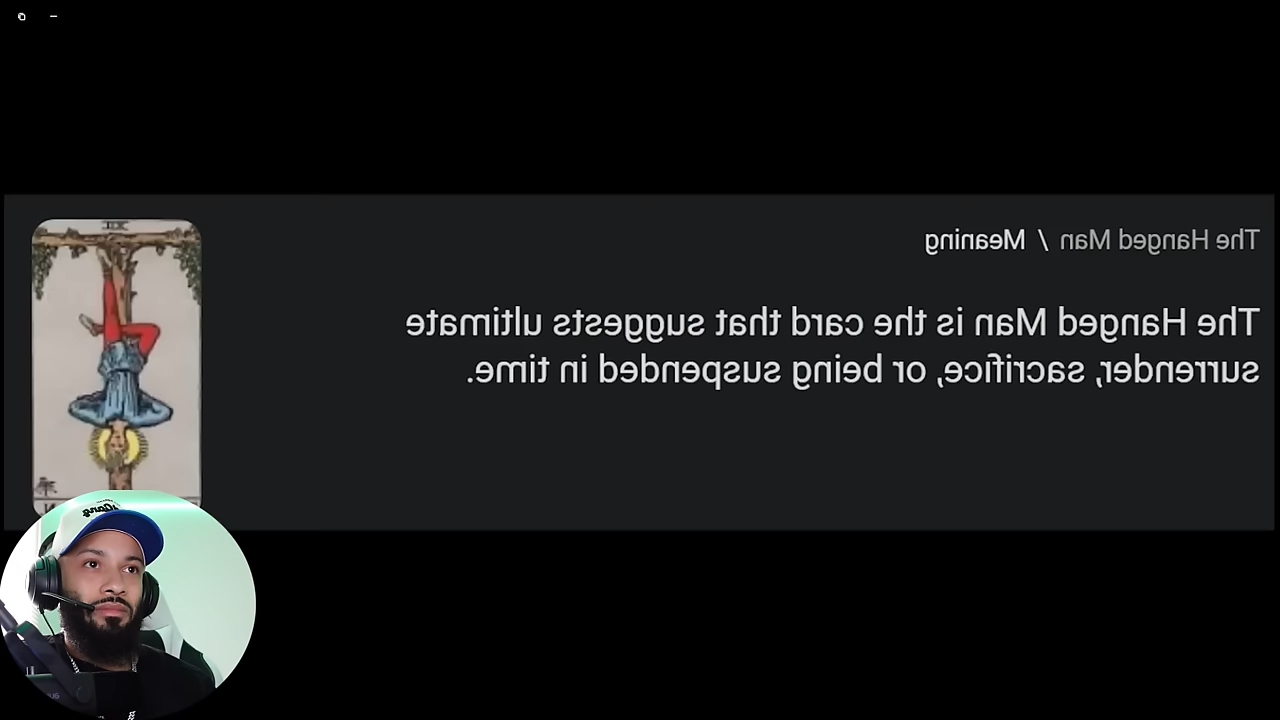 The Hanged Man / Meaning
The Hanged Man is the card that suggests ultimate
surrender, sacrifice, or being suspended in time.
XII